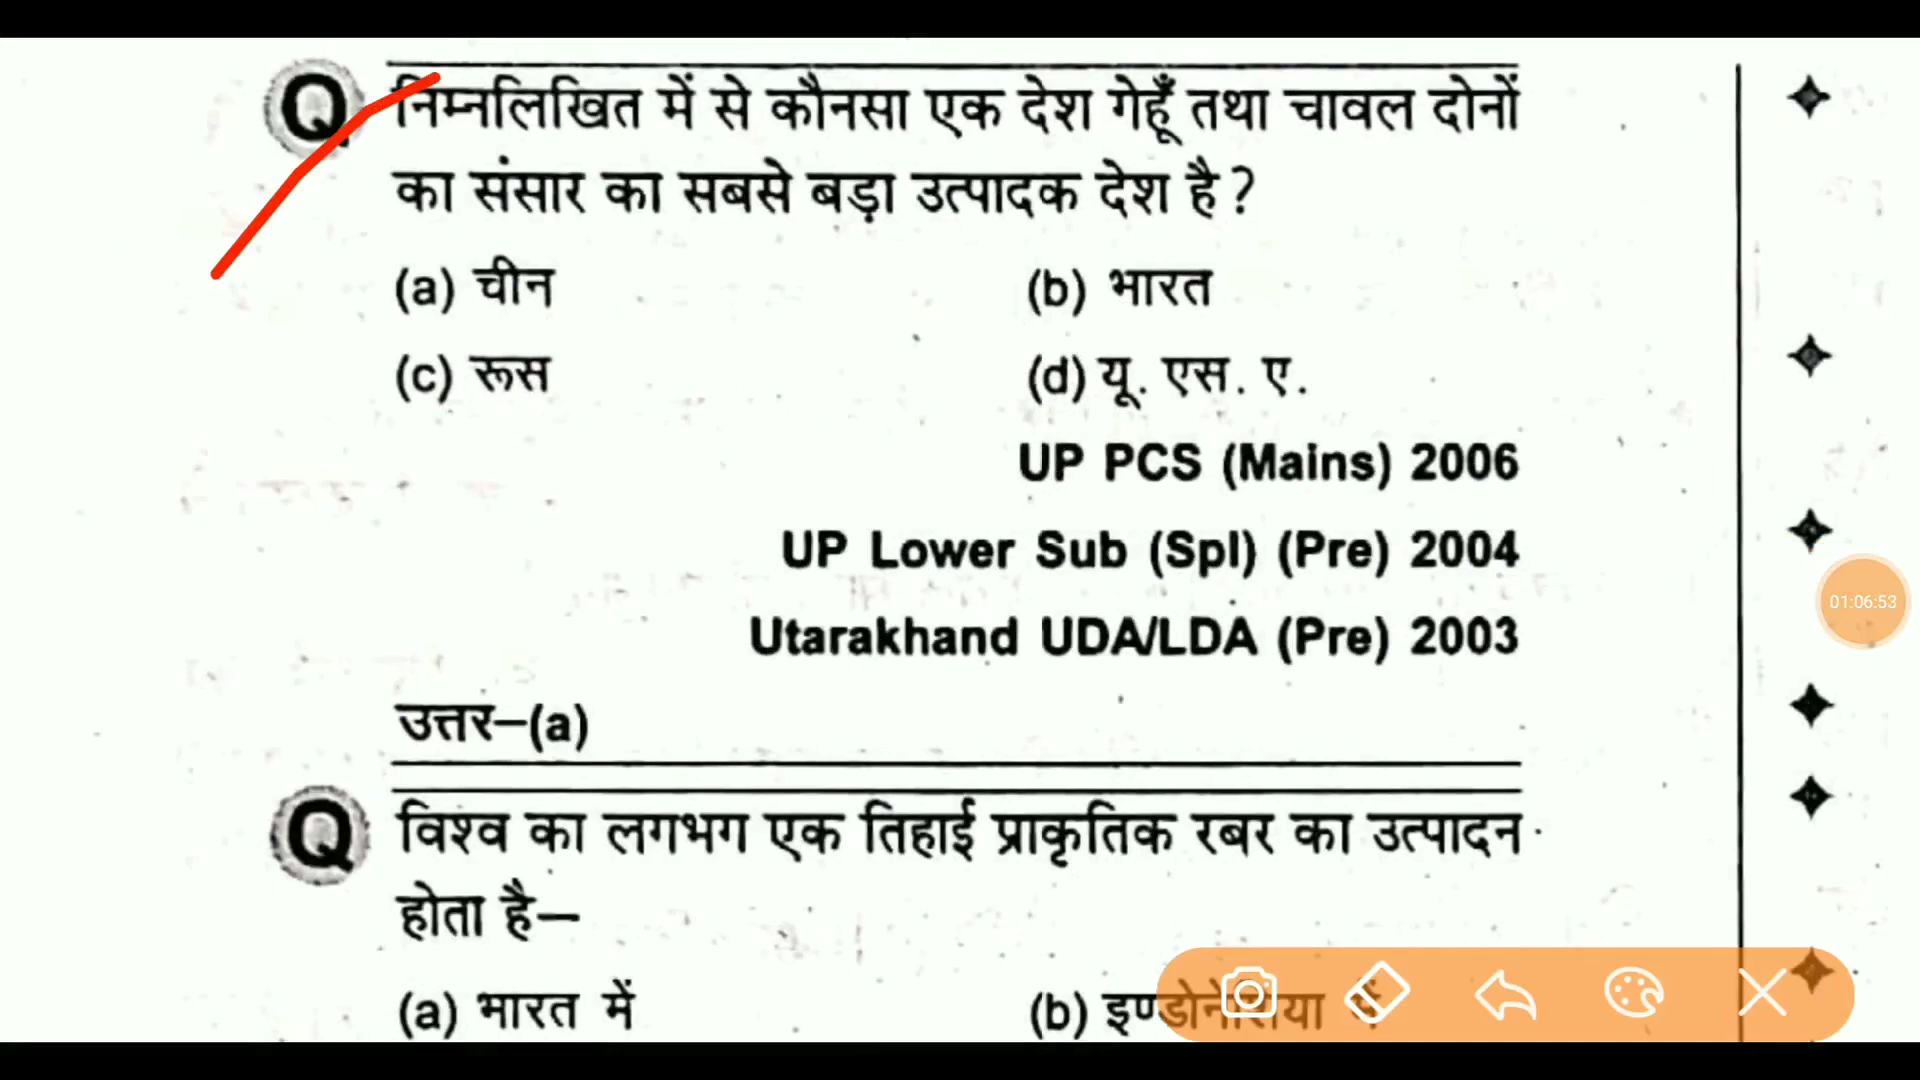 Q निम्नलिखित में से कौनसा एक देश गेहूँ तथा चावल दोनों
का संसार का सबसे बड़ा उत्पादक देश है?
(a) चीन (b) भारत
(c) रूस (d) यू. एस. ए.
UP PCS (Mains) 2006
UP Lower Sub (Spl) (Pre) 2004
Utarakhand UDA/LDA (Pre) 2003
01:06:53
उत्तर–(a)
Q विश्व का लगभग एक तिहाई प्राकृतिक रबर का उत्पादन
होता है—
(a) भारत में (b) इण्डोनेशिया में